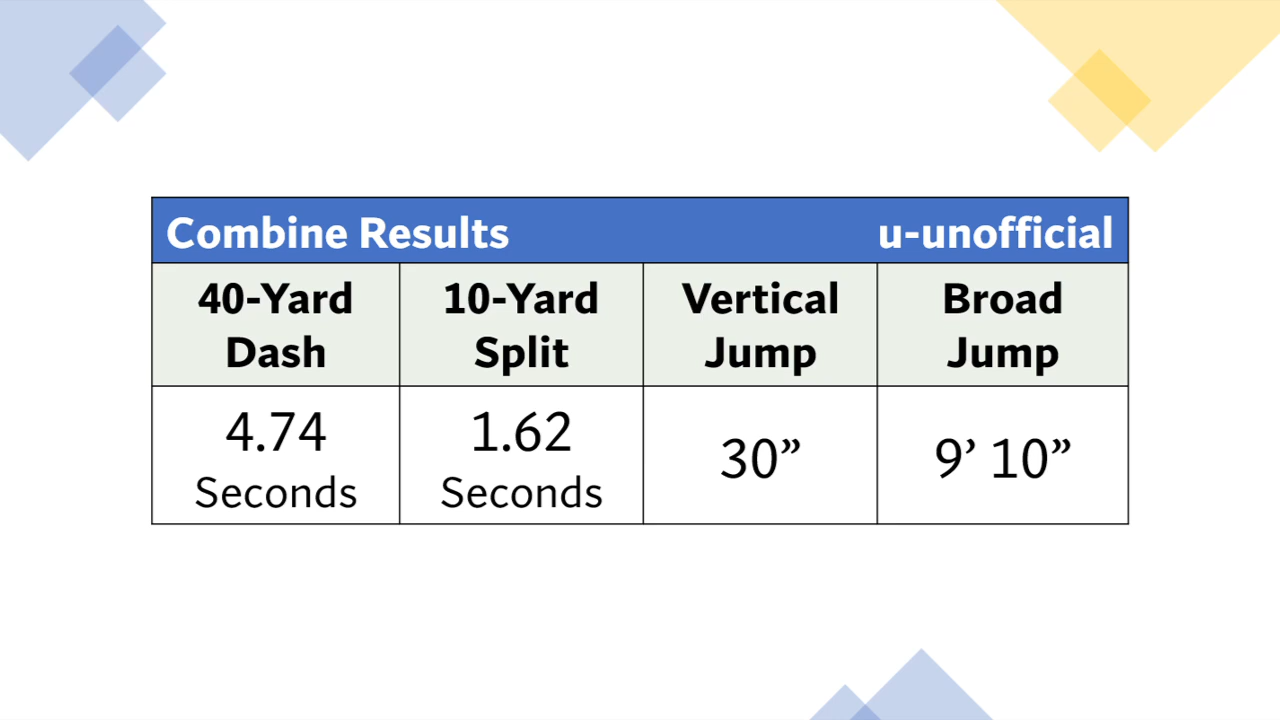 Combine Results u-unofficial
40-Yard Dash
10-Yard Split
Vertical Jump
Broad Jump
4.74 Seconds
1.62 Seconds
30”
9’ 10”